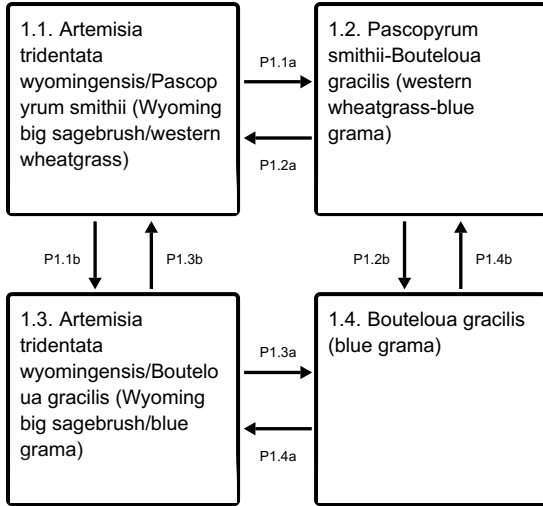 1.1. Artemisia
tridentata
wyomingensis/Pascop
yrum smithii (Wyoming
big sagebrush/western
wheatgrass)
P1.1a
P1.2a
1.2. Pascopyrum
smithii-Bouteloua
gracilis (western
wheatgrass-blue
grama)
P1.1b
P1.3b
P1.2b
P1.4b
1.3. Artemisia
tridentata
wyomingensis/Boutelo
ua gracilis (Wyoming
big sagebrush/blue
grama)
P1.3a
P1.4a
1.4. Bouteloua gracilis
(blue grama)